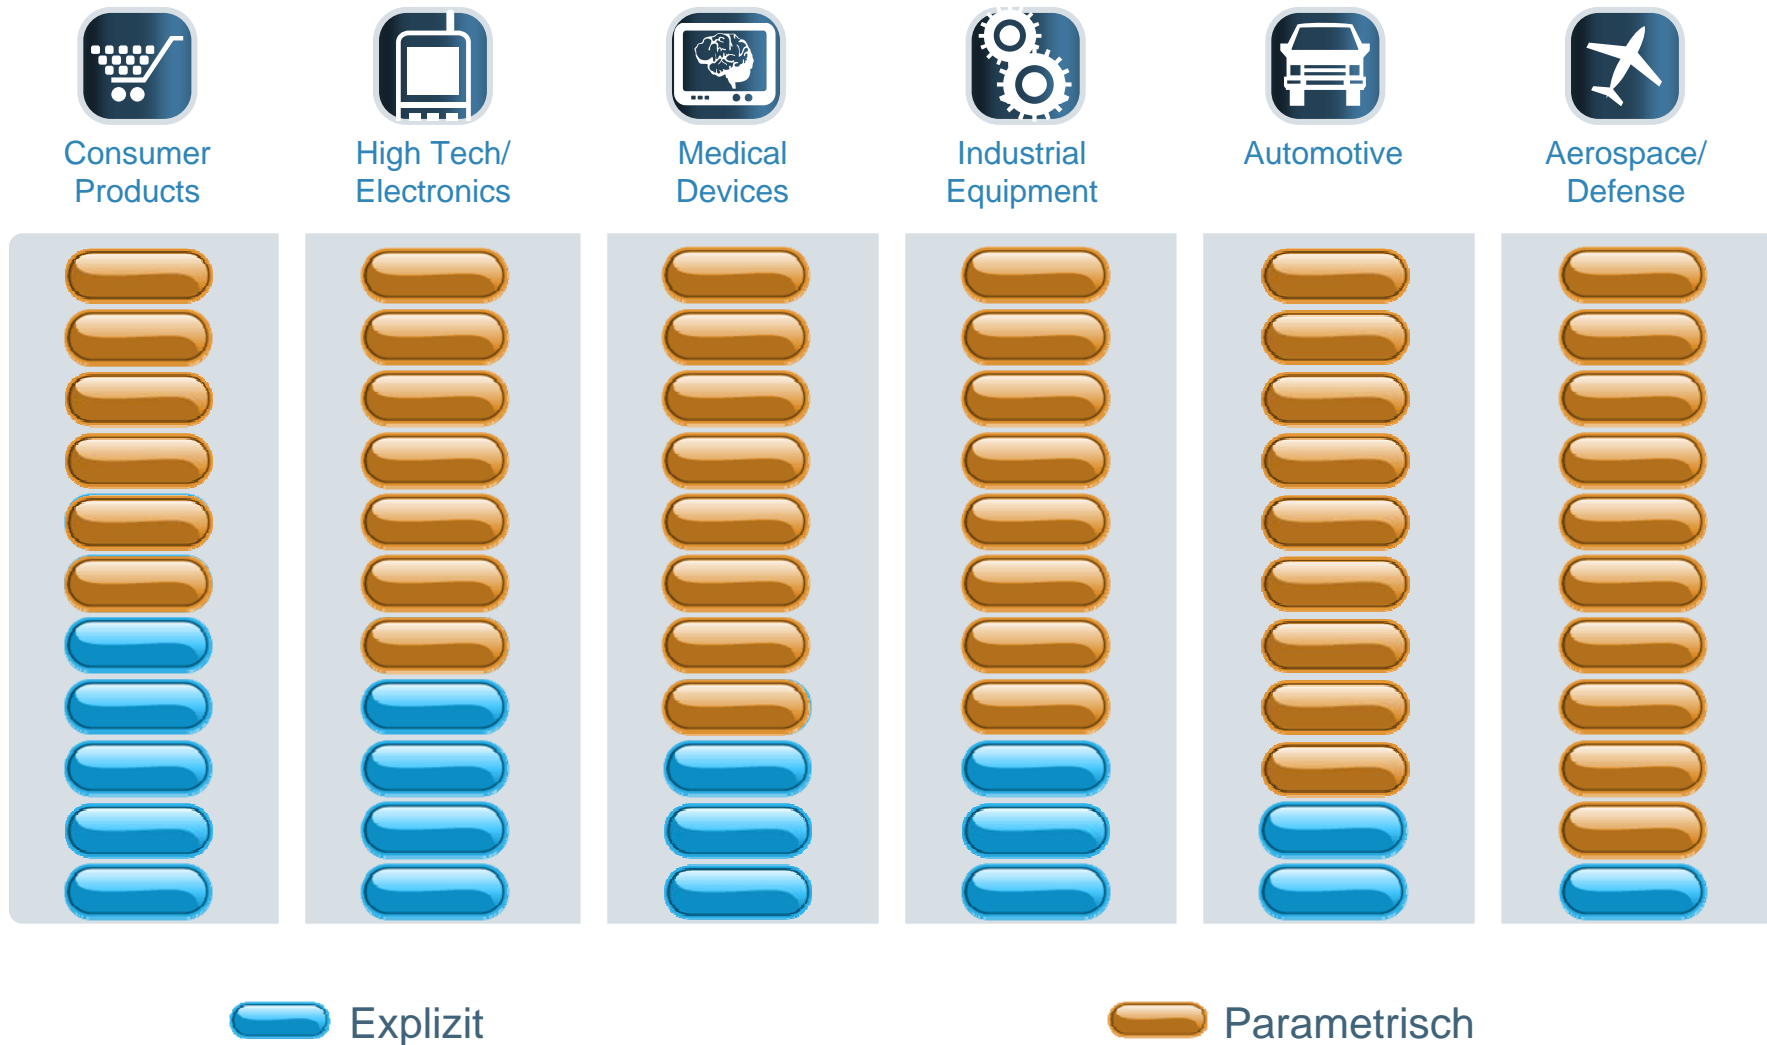 Consumer
Products
High Tech/
Electronics
Medical
Devices
Industrial
Equipment
Automotive
Aerospace/
Defense
Explizit
Parametrisch